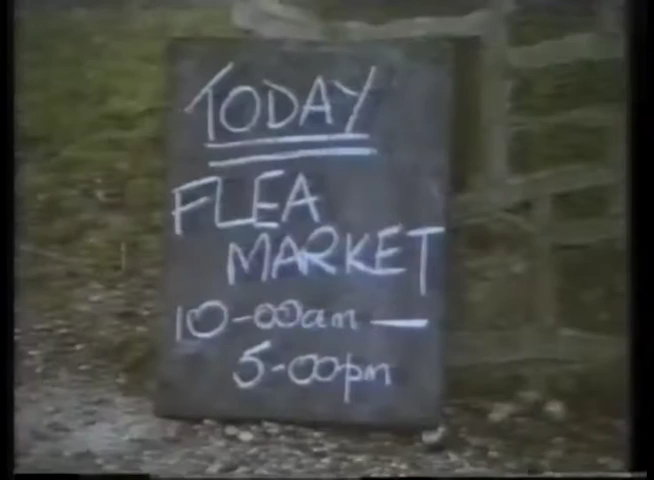 TODAY
FLEA
MARKET
10-00am —
5-00pm